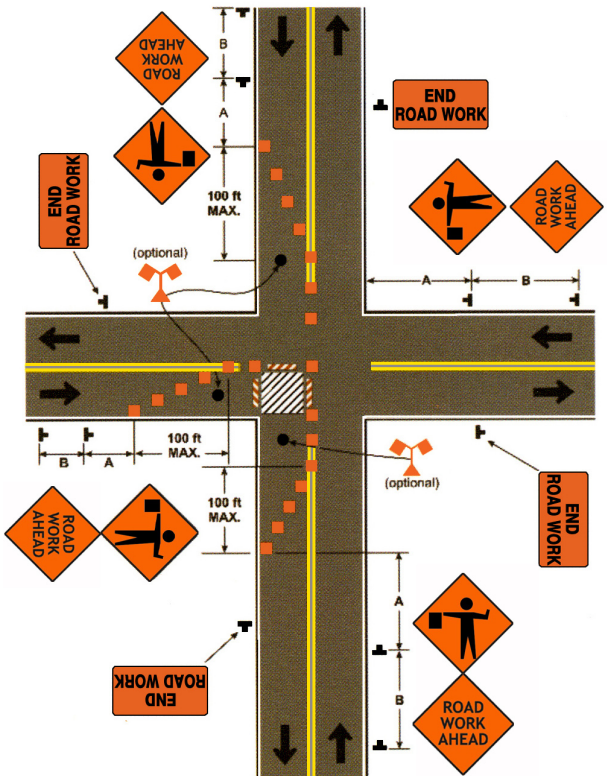 B
ROAD
WORK
AHEAD
A
100 ft
MAX.
END
ROAD WORK
END
ROAD WORK
ROAD
WORK
AHEAD
(optional)
A
B
B
A
100 ft
MAX.
(optional)
100 ft
MAX.
ROAD
WORK
AHEAD
END
ROAD WORK
A
END
ROAD WORK
B
ROAD
WORK
AHEAD